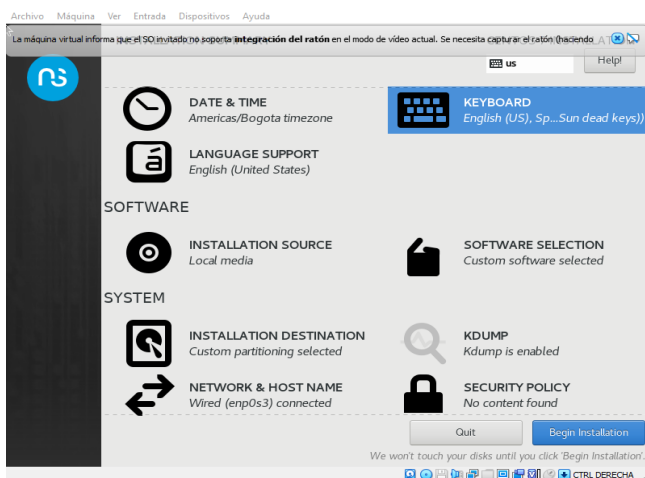 Archivo Máquina Ver Entrada Dispositivos Ayuda
La máquina virtual informa que el SO invitado no soporta integración del ratón en el modo de vídeo actual. Se necesita capturar el ratón (haciendo
us
Help!
ns
DATE & TIME
Americas/Bogota timezone
KEYBOARD
English (US), Sp...Sun dead keys))
LANGUAGE SUPPORT
English (United States)
SOFTWARE
INSTALLATION SOURCE
Local media
SOFTWARE SELECTION
Custom software selected
SYSTEM
INSTALLATION DESTINATION
Custom partitioning selected
KDUMP
Kdump is enabled
NETWORK & HOST NAME
Wired (enp0s3) connected
SECURITY POLICY
No content found
Quit
Begin Installation
We won't touch your disks until you click 'Begin Installation'.
CTRL DERECHA